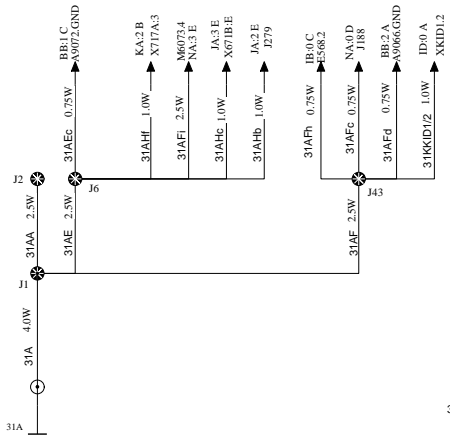 BB:1 C
A9072.GND
KA:2 B
X717A:3
M6073.4
NA:3 E
JA:3 E
X671B:E
JA:2 E
J279
IB:0 C
E568.2
NA:0 D
J188
BB:2 A
A9066.GND
ID:0 A
XKID1.2
31AEc 0.75W
31AHf 1.0W
31AFi 2.5W
31AHc 1.0W
31AHb 1.0W
31AFh 0.75W
31AFc 0.75W
31AFd 0.75W
31KKID1/2 1.0W
J2
J6
J43
31AA 2.5W
31AE 2.5W
31AF 2.5W
J1
31A 4.0W
31A
3